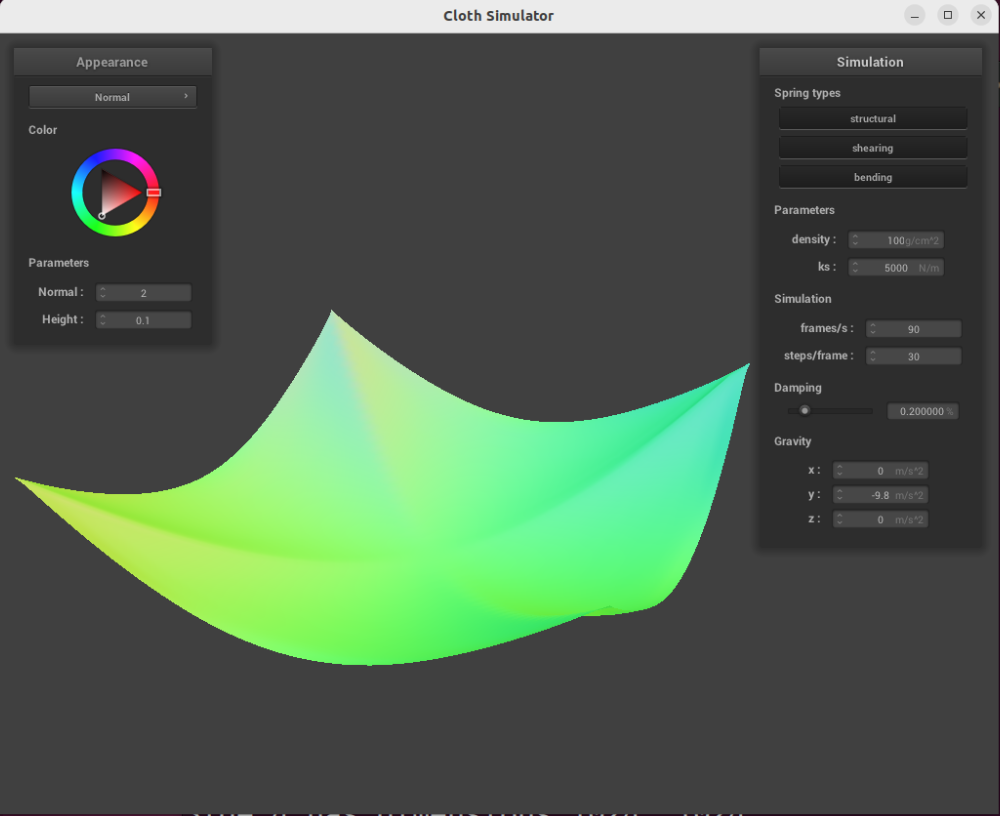 Cloth Simulator
Appearance
Normal
Color
Parameters
Normal : 2
Height : 0.1
Simulation
Spring types
structural
shearing
bending
Parameters
density : 100g/cm^2
ks : 5000 N/m
Simulation
frames/s : 90
steps/frame : 30
Damping
0.200000 %
Gravity
x : 0 m/s^2
y : -9.8 m/s^2
z : 0 m/s^2